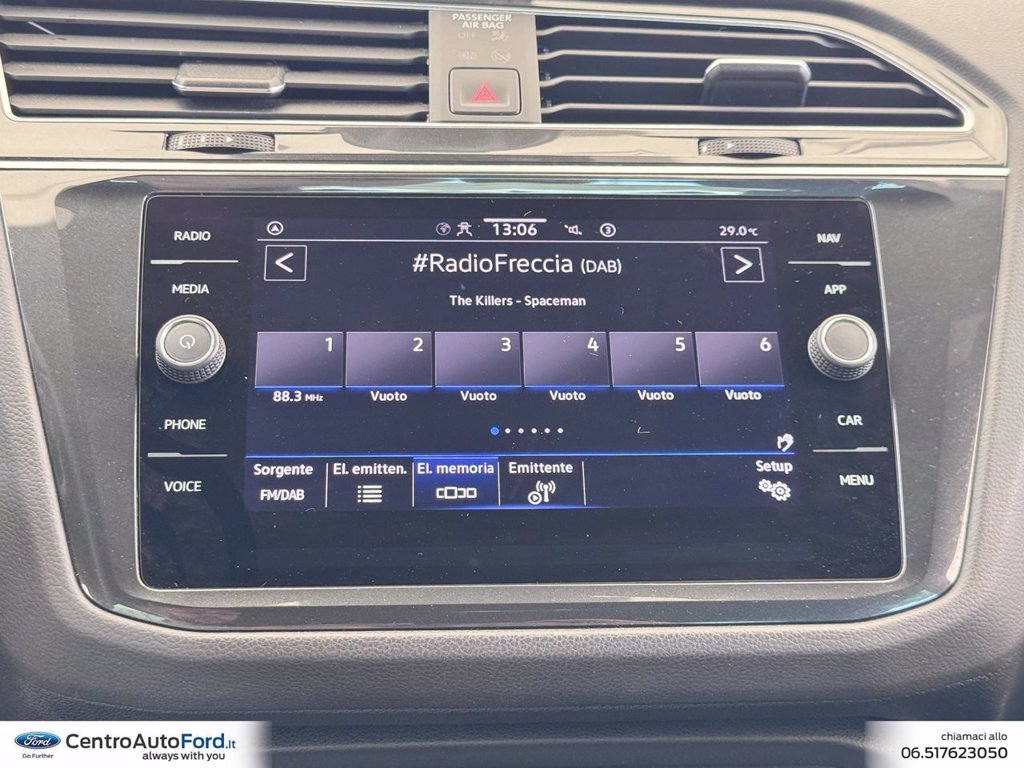 PASSENGER
AIR BAG
OFF
RADIO
MEDIA
PHONE
VOICE
13:06
3
29.0°C
#RadioFreccia (DAB)
The Killers - Spaceman
1 2 3 4 5 6
88.3 MHz Vuoto Vuoto Vuoto Vuoto Vuoto
Sorgente El. emitten. El. memoria Emittente Setup
FM/DAB
NAV
APP
CAR
MENU
Ford
Go Further
CentroAutoFord.it
always with you
chiamaci allo
06.517623050